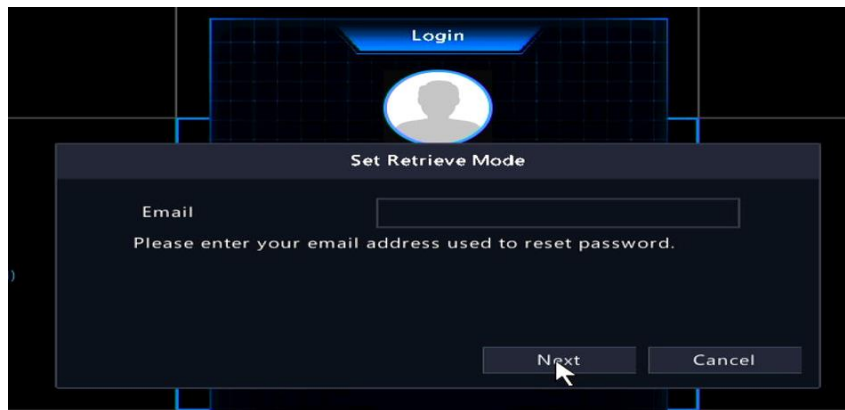 Login
Set Retrieve Mode
Email
Please enter your email address used to reset password.
)
Next
Cancel